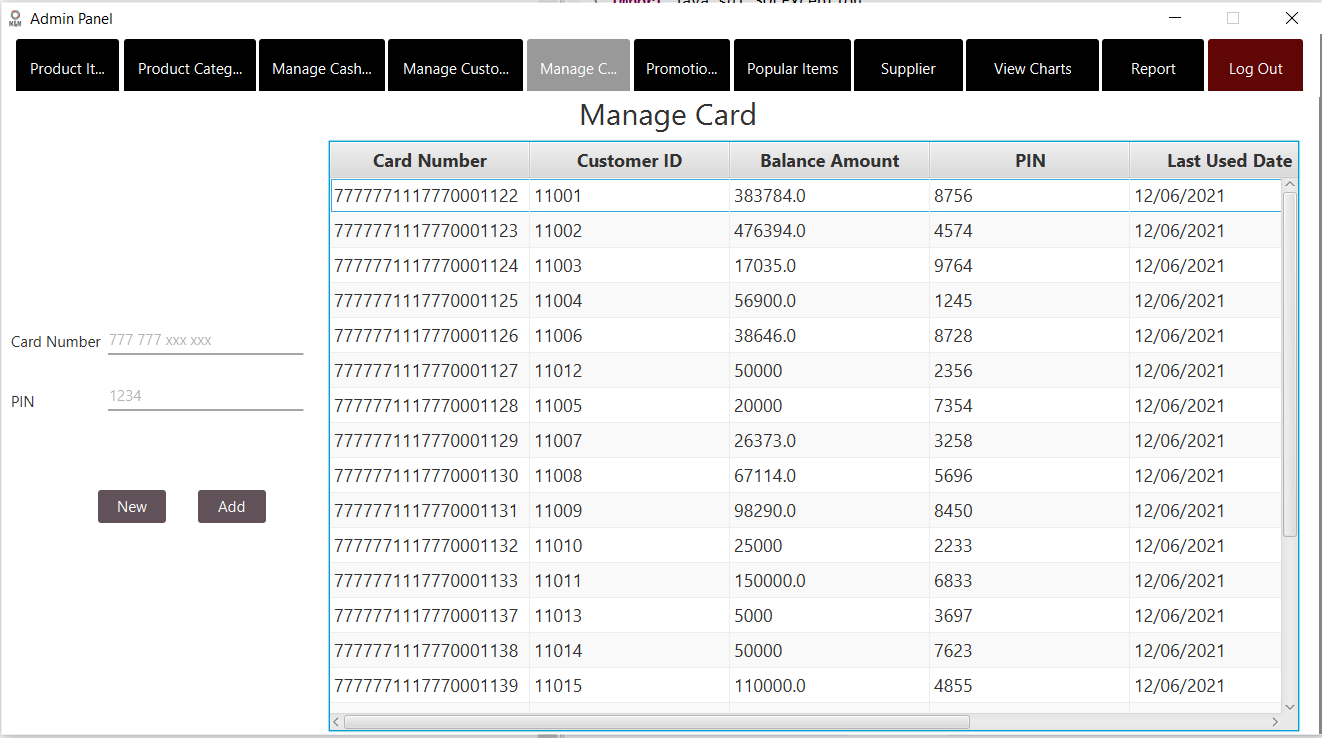 import java.sql.SQLException
Admin Panel
Product It... Product Categ... Manage Cash... Manage Custo... Manage C... Promotio... Popular Items Supplier View Charts Report Log Out
Manage Card
Card Number Customer ID Balance Amount PIN Last Used Date
7777771117770001122 11001 383784.0 8756 12/06/2021
7777771117770001123 11002 476394.0 4574 12/06/2021
7777771117770001124 11003 17035.0 9764 12/06/2021
7777771117770001125 11004 56900.0 1245 12/06/2021
Card Number 777 777 xxx xxx
7777771117770001126 11006 38646.0 8728 12/06/2021
7777771117770001127 11012 50000 2356 12/06/2021
PIN 1234
7777771117770001128 11005 20000 7354 12/06/2021
7777771117770001129 11007 26373.0 3258 12/06/2021
7777771117770001130 11008 67114.0 5696 12/06/2021
New Add
7777771117770001131 11009 98290.0 8450 12/06/2021
7777771117770001132 11010 25000 2233 12/06/2021
7777771117770001133 11011 150000.0 6833 12/06/2021
7777771117770001137 11013 5000 3697 12/06/2021
7777771117770001138 11014 50000 7623 12/06/2021
7777771117770001139 11015 110000.0 4855 12/06/2021